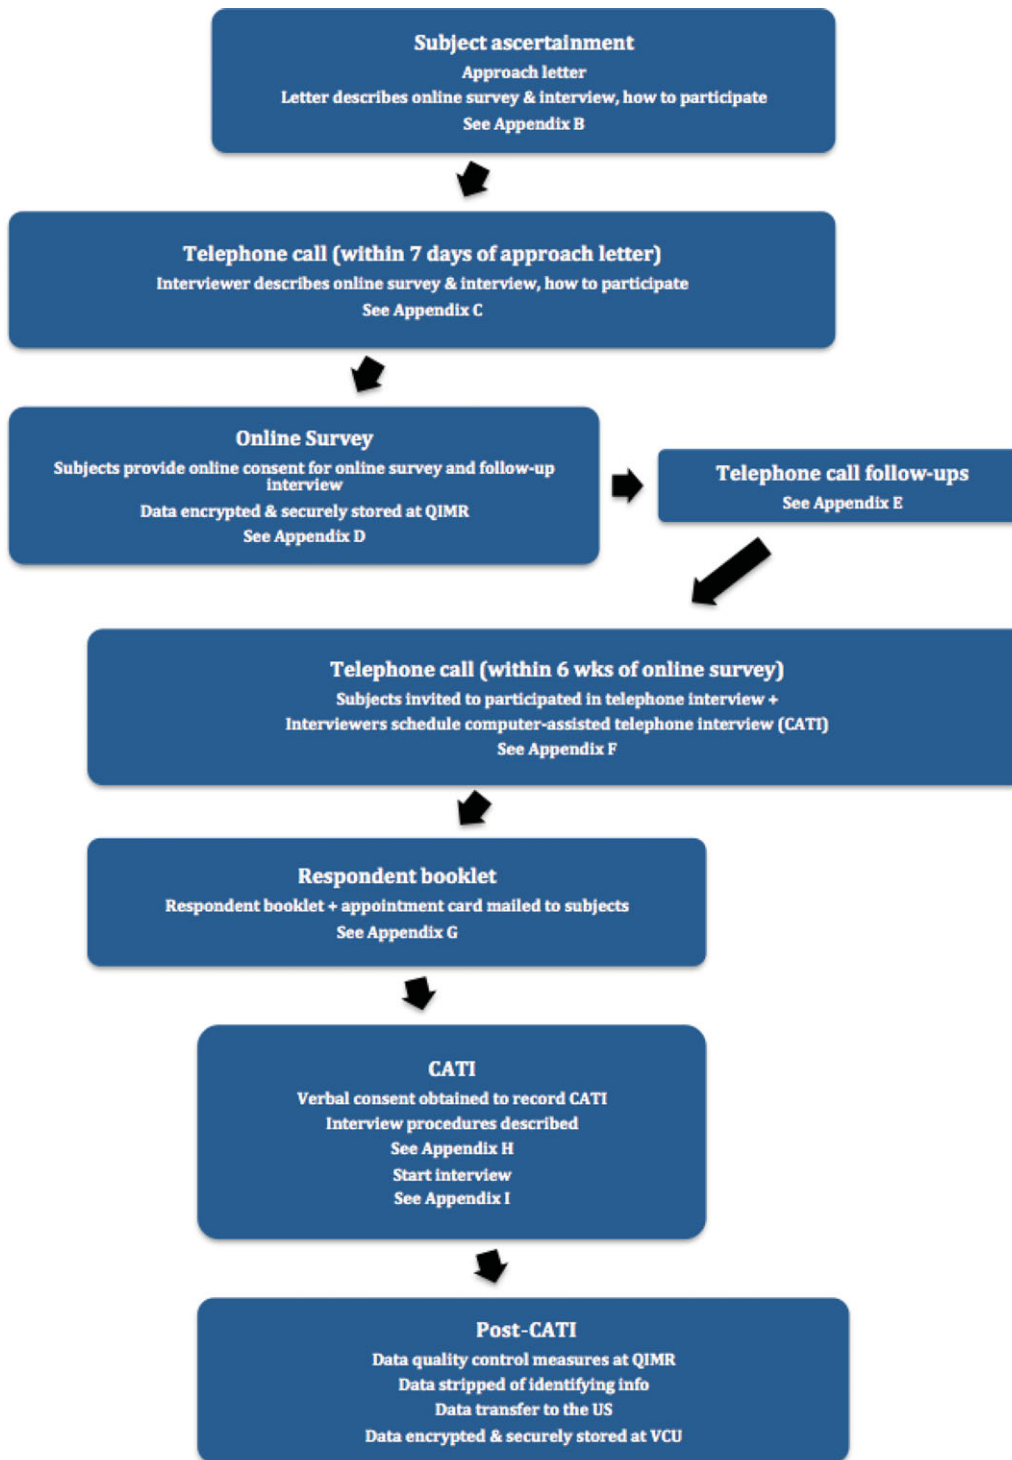 Subject ascertainment
Approach letter
Letter describes online survey & interview, how to participate
See Appendix B
Telephone call (within 7 days of approach letter)
Interviewer describes online survey & interview, how to participate
See Appendix C
Online Survey
Subjects provide online consent for online survey and follow-up
interview
Data encrypted & securely stored at QIMR
See Appendix D
Telephone call follow-ups
See Appendix E
Telephone call (within 6 wks of online survey)
Subjects invited to participated in telephone interview +
Interviewers schedule computer-assisted telephone interview (CATI)
See Appendix F
Respondent booklet
Respondent booklet + appointment card mailed to subjects
See Appendix G
CATI
Verbal consent obtained to record CATI
Interview procedures described
See Appendix H
Start interview
See Appendix I
Post-CATI
Data quality control measures at QIMR
Data stripped of identifying info
Data transfer to the US
Data encrypted & securely stored at VCU